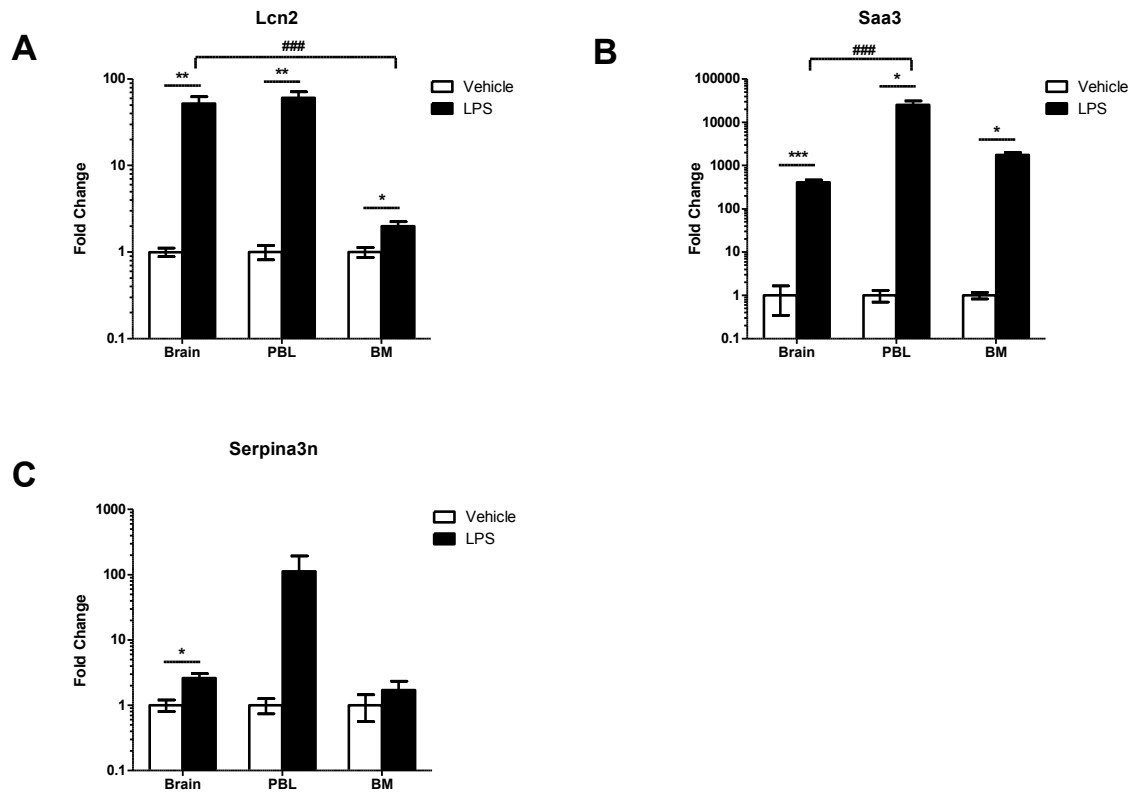 Lcn2
A
###
**
**
*
100
10
1
0.1
Fold Change
Brain
PBL
BM
Vehicle
LPS
Saa3
B
###
***
*
*
100000
10000
1000
100
10
1
0.1
Fold Change
Brain
PBL
BM
Vehicle
LPS
Serpina3n
C
*
1000
100
10
1
0.1
Fold Change
Brain
PBL
BM
Vehicle
LPS